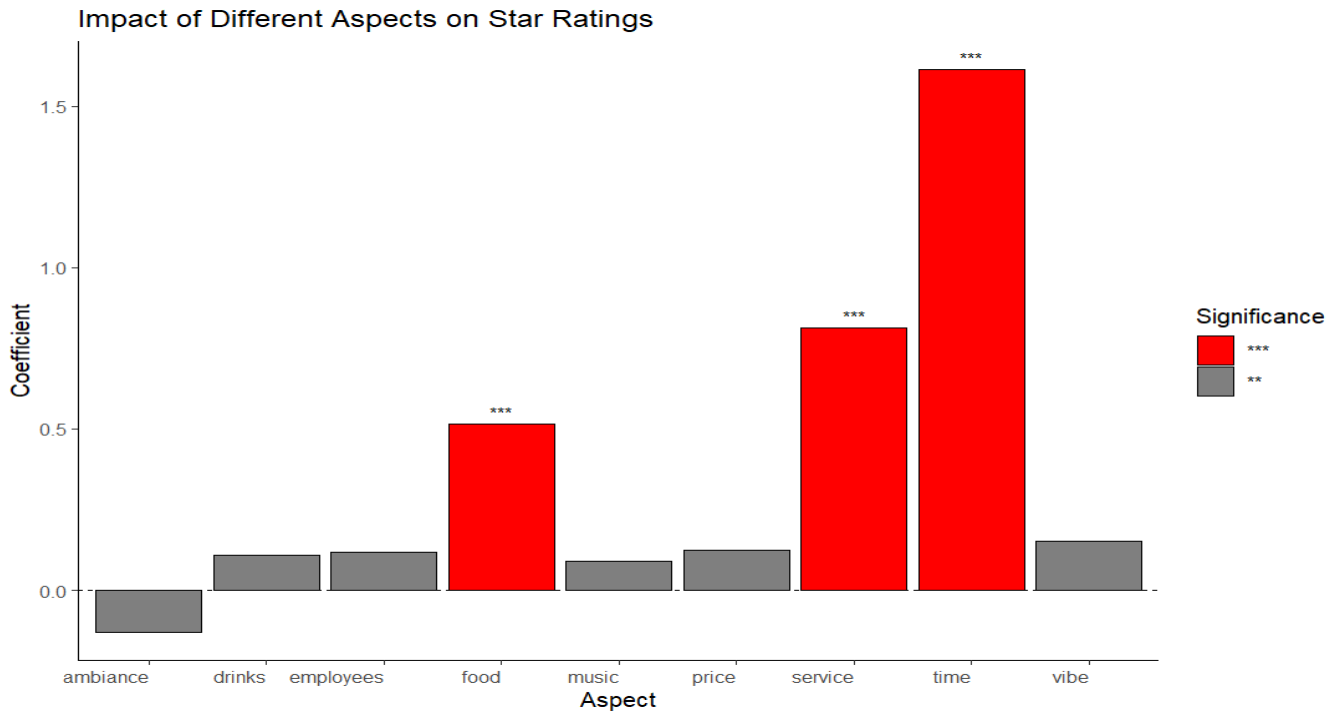 Impact of Different Aspects on Star Ratings
***
1.5
1.0
***
Significance
***
**
Coefficient
***
0.5
0.0
ambiance drinks employees food music price service time vibe
Aspect